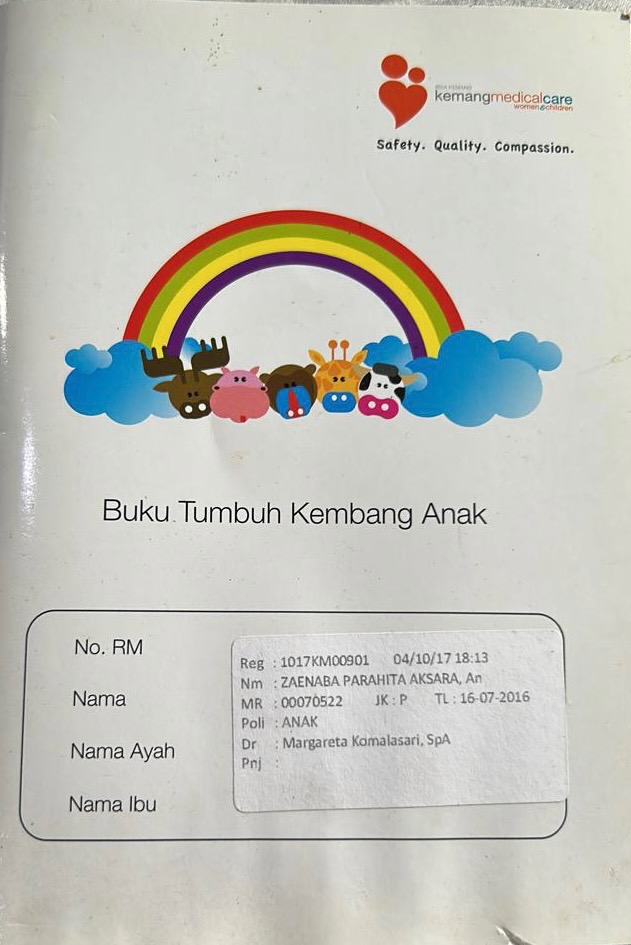 RSIA KEMANG
kemangmedicalcare
women&children
Safety. Quality. Compassion.
Buku Tumbuh Kembang Anak
No. RM
Nama
Nama Ayah
Nama Ibu
Reg : 1017KM00901 04/10/17 18:13
Nm : ZAENABA PARAHITA AKSARA, An
MR : 00070522 JK : P TL : 16-07-2016
Poli : ANAK
Dr : Margareta Komalasari, SpA
Pnj :